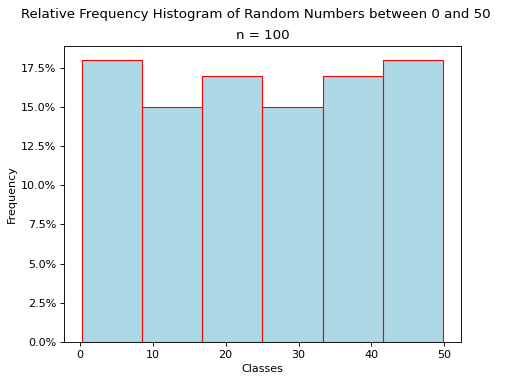 Relative Frequency Histogram of Random Numbers between 0 and 50
n = 100
17.5%
15.0%
12.5%
10.0%
7.5%
5.0%
2.5%
0.0%
Frequency
0 10 20 30 40 50
Classes